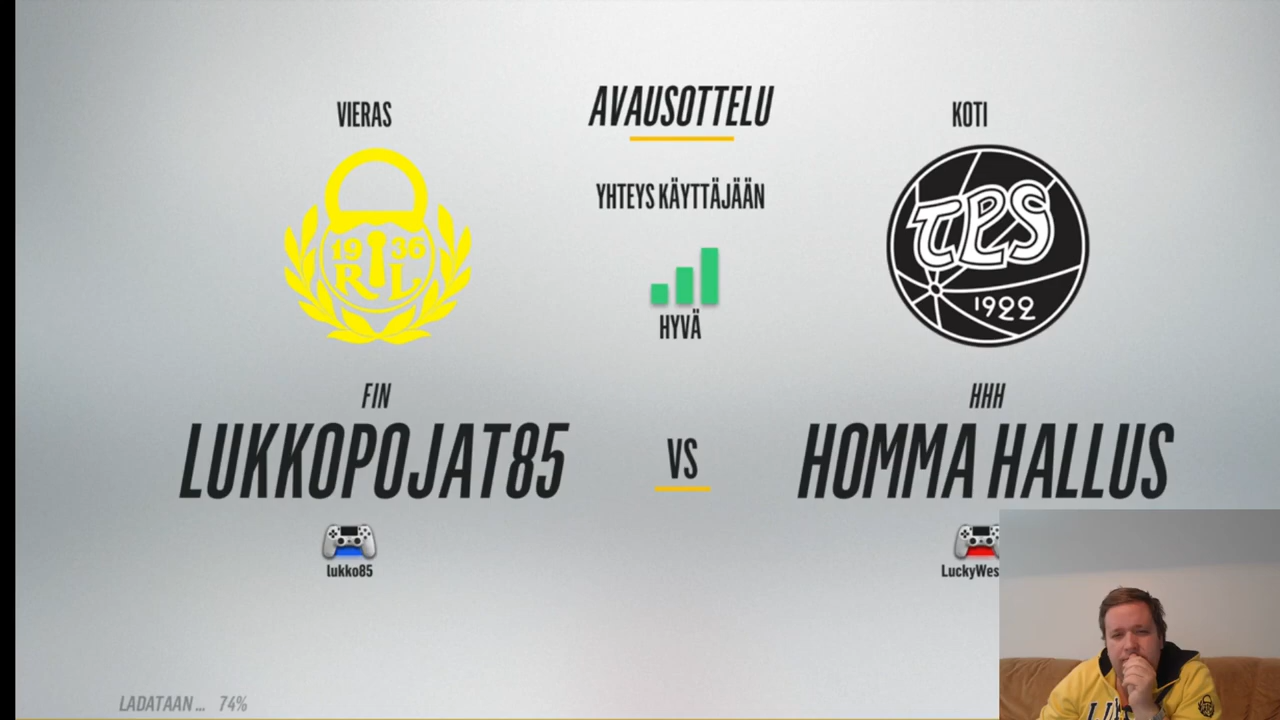 VIERAS
AVAUSOTTELU
KOTI
YHTEYS KÄYTTÄJÄÄN
1936
RL
TPS
1922
HYVÄ
FIN
HHH
LUKKOPOJAT85
VS
HOMMA HALLUS
lukko85
LADATAAN ... 74%